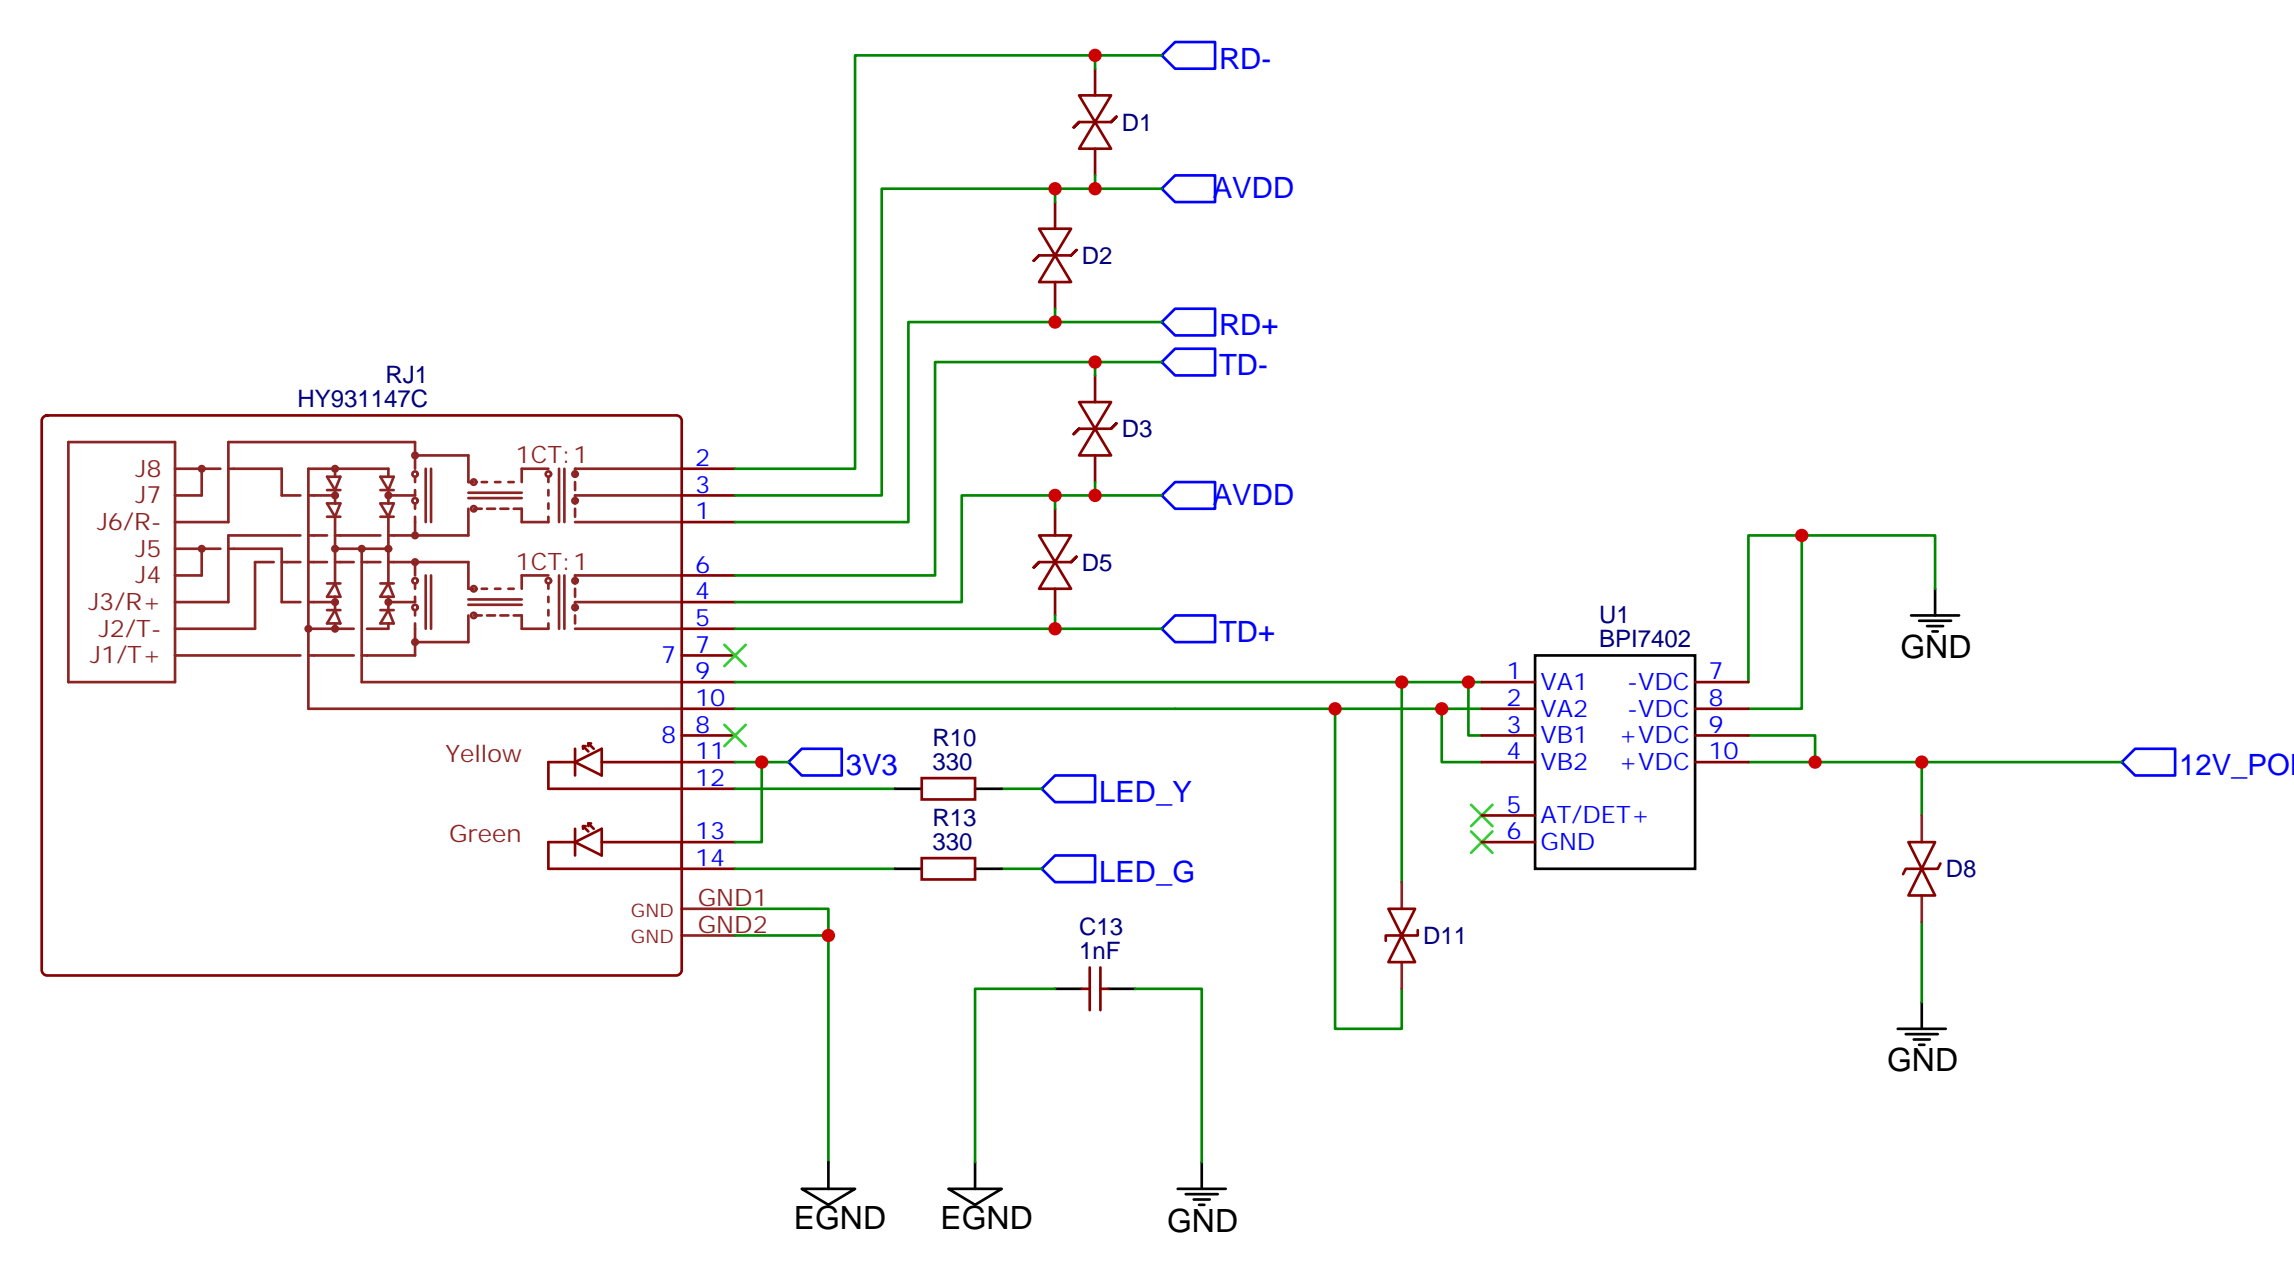 RD-
D1
AVDD
D2
RD+
TD-
D3
AVDD
D5
TD+
RJ1
HY931147C
J8
J7
J6/R-
J5
J4
J3/R+
J2/T-
J1/T+
1CT:1
1CT:1
2
3
1
6
4
5
7 7
9
10
8 8
11
12
13
14
Yellow
Green
GND GND1
GND GND2
3V3
R10
330
LED_Y
R13
330
LED_G
C13
1nF
EGND
EGND
GND
D11
U1
BPI7402
1 VA1 -VDC 7
2 VA2 -VDC 8
3 VB1 +VDC 9
4 VB2 +VDC 10
5 AT/DET+
6 GND
GND
D8
GND